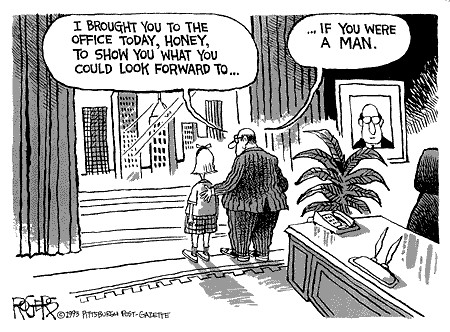 I BROUGHT YOU TO THE
OFFICE TODAY, HONEY,
TO SHOW YOU WHAT YOU
COULD LOOK FORWARD TO...
...IF YOU WERE
A MAN.
ROGERS
©1993 PITTSBURGH POST-GAZETTE